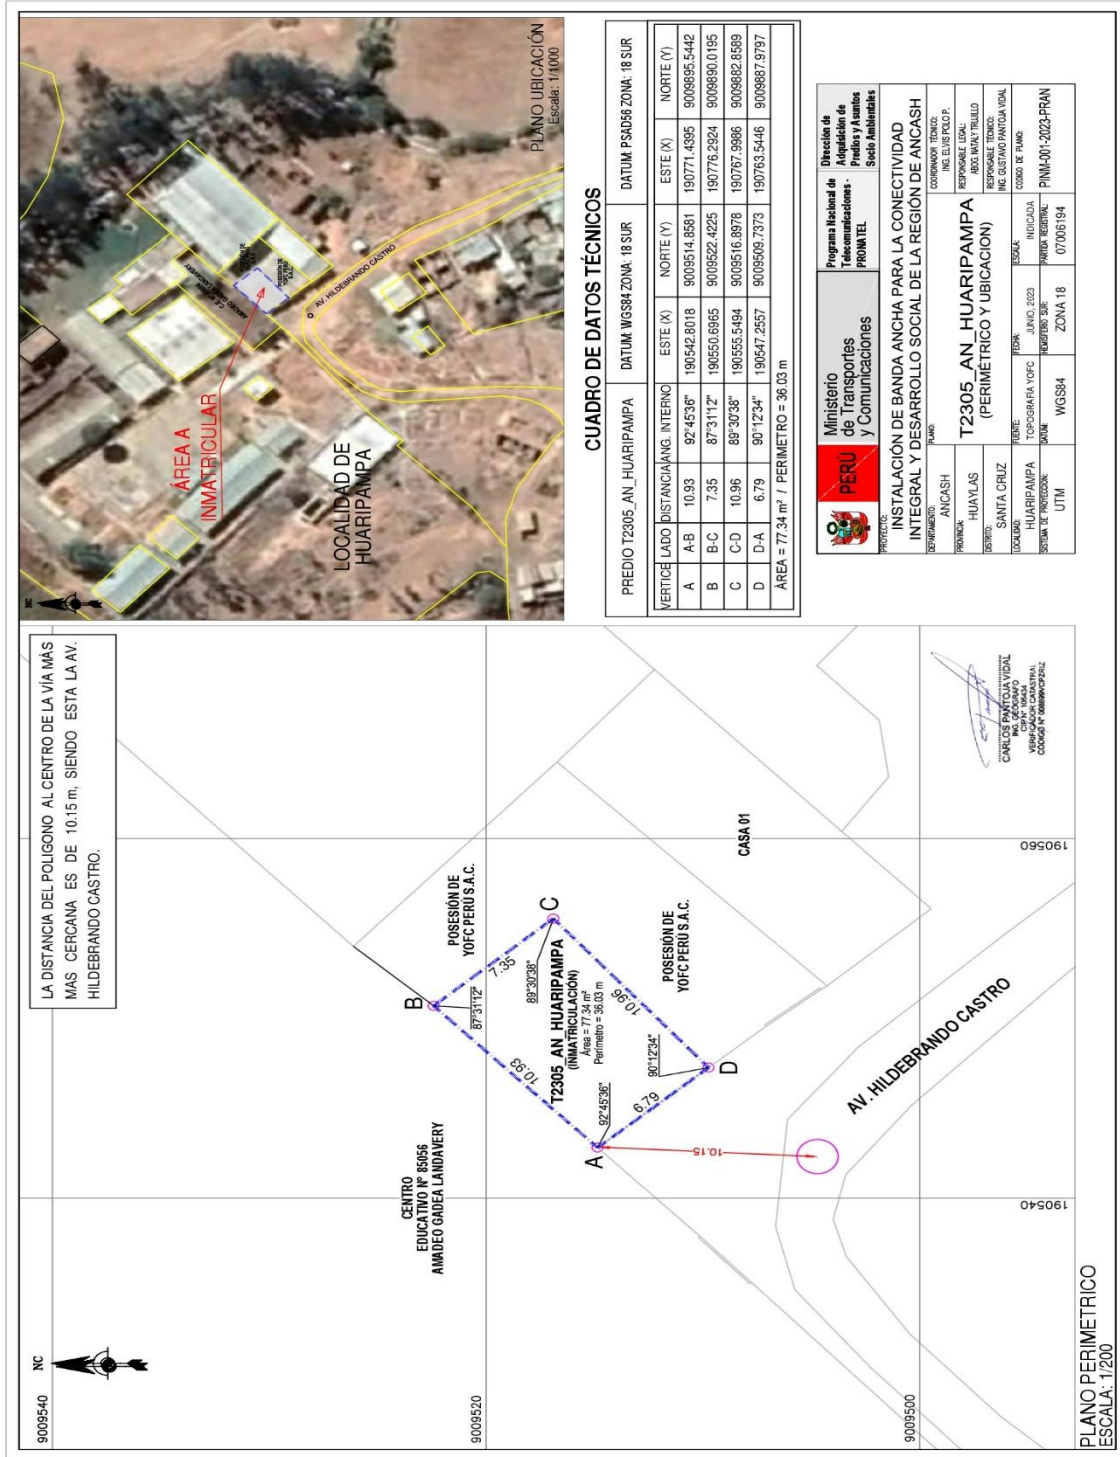 LA DISTANCIA DEL POLIGONO AL CENTRO DE LA VÍA MÁS
MAS CERCANA ES DE 10.15 m, SIENDO ESTA LA AV.
HILDEBRANDO CASTRO.
NC
9009540
9009520
9009500
190540
190560
CENTRO
EDUCATIVO Nº 85056
AMADEO GADEA LANDAVERY
B
87°31'12"
POSESIÓN DE
YOFC PERÚ S.A.C.
7.35
C
89°30'38"
10.93
T2305_AN_HUARIPAMPA
(INMATRICULACIÓN)
Área = 77.34 m²
Perímetro = 36.03 m
10.96
POSESIÓN DE
YOFC PERÚ S.A.C.
92°45'36"
A
6.79
90°12'34"
D
10.15
CASA 01
AV. HILDEBRANDO CASTRO
CARLOS PANTOJA VIDAL
ING. GEOGRAFO
VERIFICADOR CATASTRAL
PLANO PERIMETRICO
ESCALA: 1/200
NC
ÁREA A
INMATRICULAR
LOCALIDAD DE
HUARIPAMPA
AV. HILDEBRANDO CASTRO
PLANO UBICACIÓN
Escala: 1/1000
CUADRO DE DATOS TÉCNICOS
PREDIO T2305_AN_HUARIPAMPA DATUM: WGS84 ZONA: 18 SUR DATUM: PSAD56 ZONA: 18 SUR
VERTICE LADO DISTANCIA ANG. INTERNO ESTE (X) NORTE (Y) ESTE (X) NORTE (Y)
A A-B 10.93 92°45'36" 190542.8018 9009514.8581 190771.4395 9009895.5442
B B-C 7.35 87°31'12" 190550.6965 9009522.4225 190776.2924 9009890.0195
C C-D 10.96 89°30'38" 190555.5494 9009516.8978 190767.9986 9009882.8589
D D-A 6.79 90°12'34" 190547.2557 9009509.7373 190763.5446 9009887.9797
ÁREA = 77.34 m² / PERIMETRO = 36.03 m
PERÚ
Ministerio
de Transportes
y Comunicaciones
Programa Nacional de
Telecomunicaciones -
PRONATEL
Dirección de
Adquisición de
Predios y Asuntos
Socio Ambientales
PROYECTO:
INSTALACIÓN DE BANDA ANCHA PARA LA CONECTIVIDAD
INTEGRAL Y DESARROLLO SOCIAL DE LA REGIÓN DE ANCASH
DEPARTAMENTO:
ANCASH
PROVINCIA:
HUAYLAS
DISTRITO:
SANTA CRUZ
LOCALIDAD:
HUARIPAMPA
SISTEMA DE PROYECCIÓN:
UTM
PLANO:
T2305_AN_HUARIPAMPA
(PERIMÉTRICO Y UBICACION)
FUENTE:
TOPOGRAFIA YOFC
DATUM:
WGS84
FECHA:
JUNIO, 2023
HEMISFERIO SUR:
ZONA 18
ESCALA:
INDICADA
PARTIDA REGISTRAL:
07006194
COORDINADOR TÉCNICO:
ING. ELVIS POLO P.
RESPONSABLE LEGAL:
ABOG. NATALY TRUJILLO
RESPONSABLE TÉCNICO:
ING. GUSTAVO PANTOJA VIDAL
CODIGO DE PLANO:
PINM-001-2023-PRAN